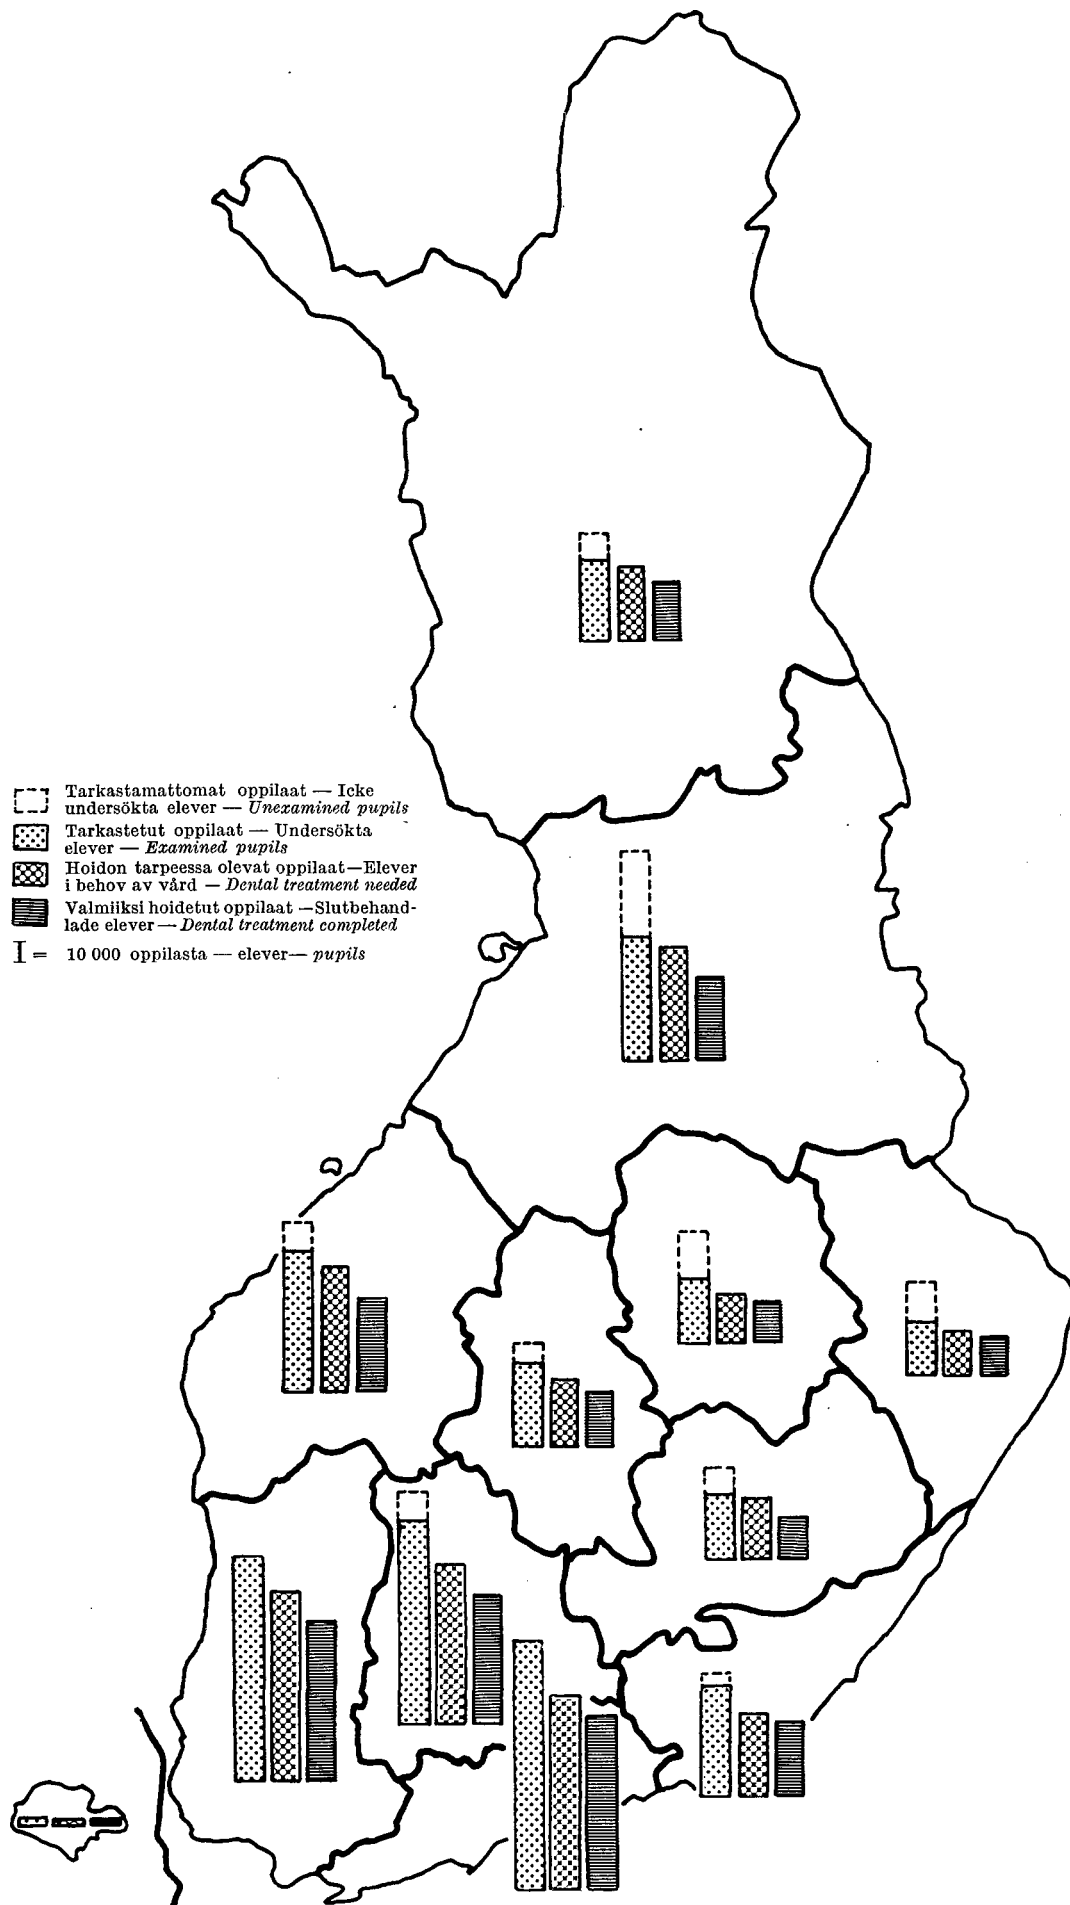 Tarkastamattomat oppilaat — Icke
undersökta elever — Unexamined pupils
Tarkastetut oppilaat — Undersökta
elever — Examined pupils
Hoidon tarpeessa olevat oppilaat—Elever
i behov av vård — Dental treatment needed
Valmiiksi hoidetut oppilaat —Slutbehand-
lade elever — Dental treatment completed
I = 10 000 oppilasta — elever— pupils